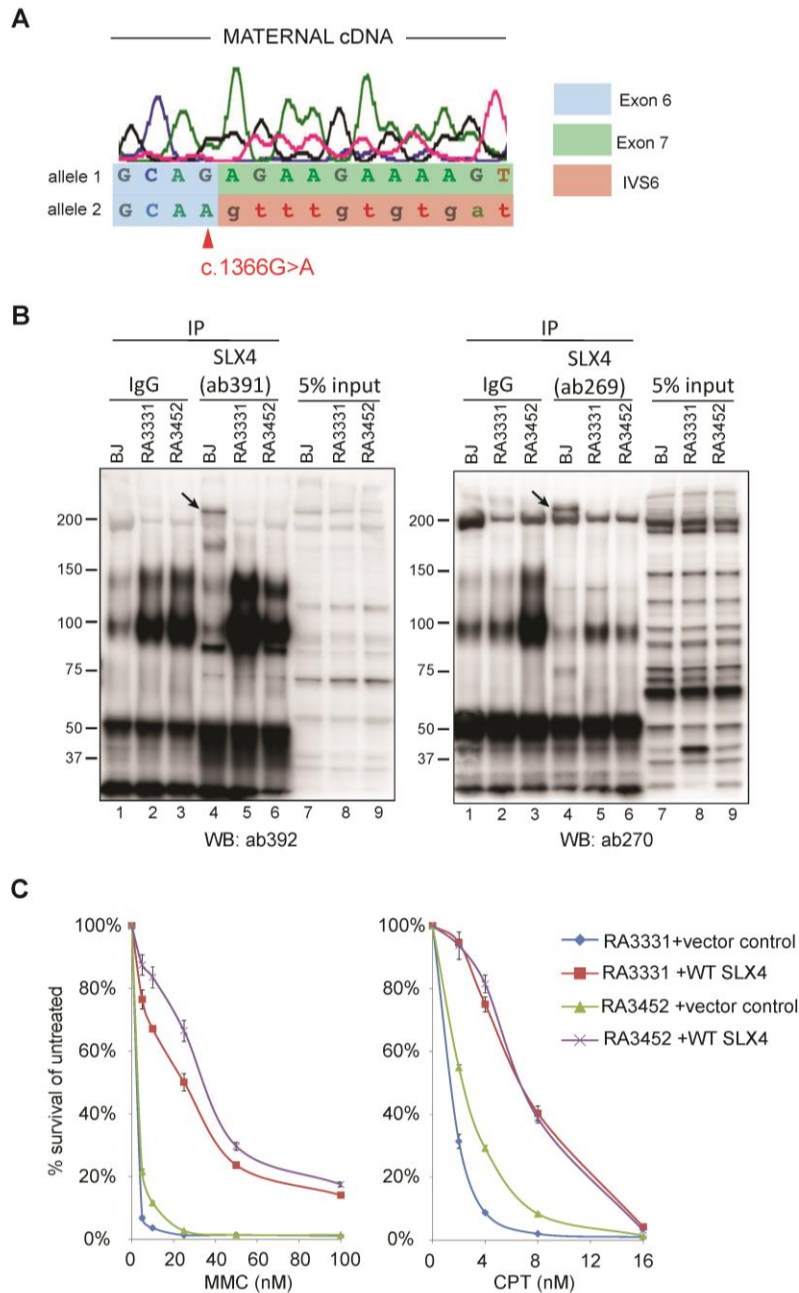 A
MATERNAL cDNA
Exon 6
Exon 7
IVS6
allele 1 G C A G A G A A G A A A A G T
allele 2 G C A A g t t t g t g t g a t
c.1366G>A
B
IP
IgG
SLX4
(ab391)
5% input
BJ RA3331 RA3452 BJ RA3331 RA3452 BJ RA3331 RA3452
200
150
100
75
50
37
1 2 3 4 5 6 7 8 9
WB: ab392
IP
IgG
SLX4
(ab269)
5% input
BJ RA3331 RA3452 BJ RA3331 RA3452 BJ RA3331 RA3452
200
150
100
75
50
37
1 2 3 4 5 6 7 8 9
WB: ab270
C
% survival of untreated
100%
80%
60%
40%
20%
0%
0 20 40 60 80 100
MMC (nM)
100%
80%
60%
40%
20%
0%
0 4 8 12 16
CPT (nM)
RA3331+vector control
RA3331 +WT SLX4
RA3452 +vector control
RA3452 +WT SLX4